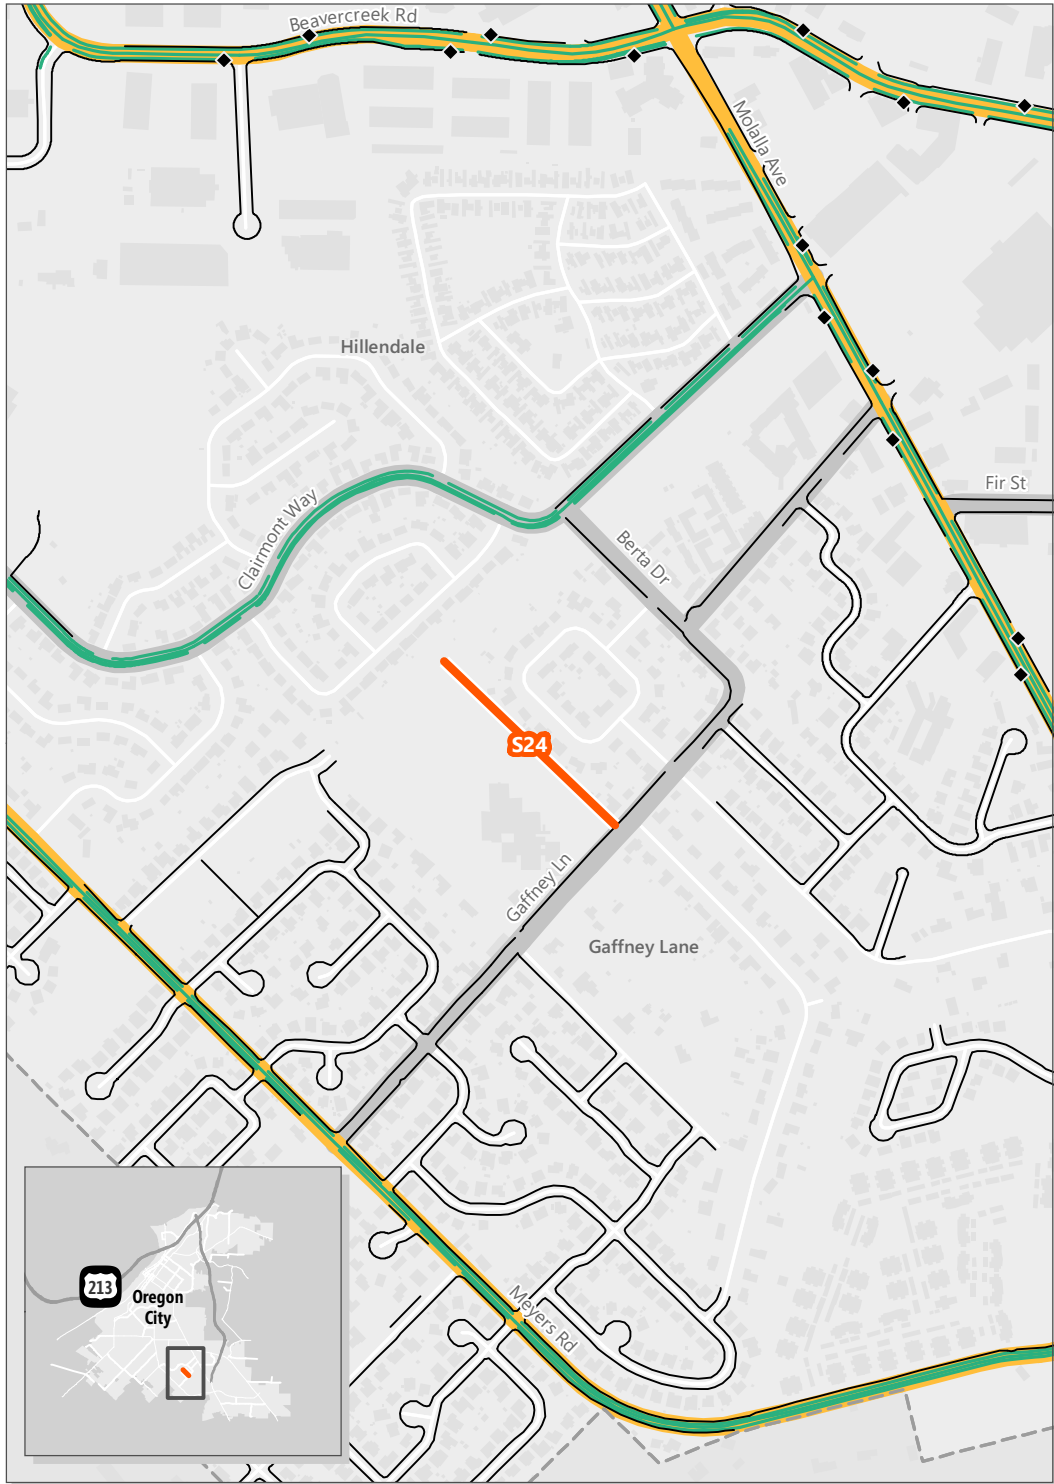 Beavercreek Rd
Molalla Ave
Hillendale
Fir St
Clairmont Way
Berta Dr
S24
Gaffney Ln
Gaffney Lane
Meyers Rd
213
Oregon
City